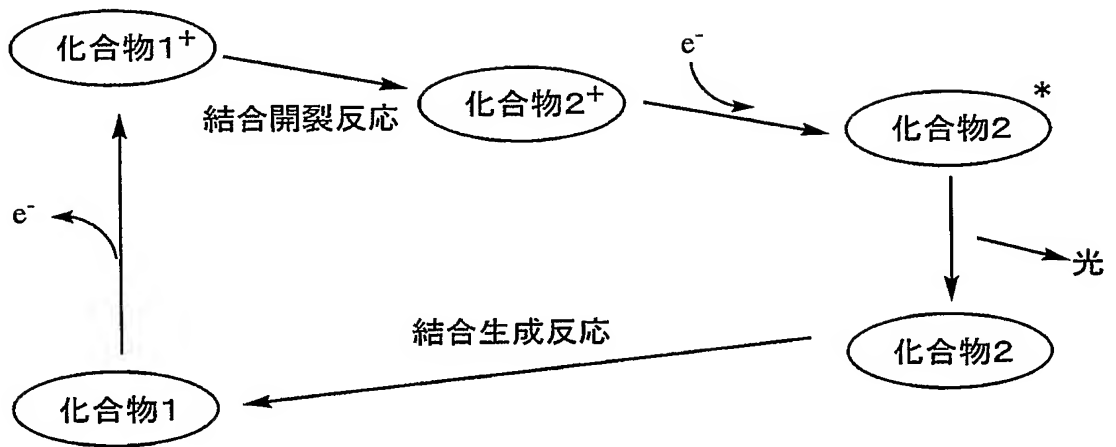 化合物1⁺
e⁻
化合物2⁺
結合開裂反応
*
化合物2
e⁻
光
結合生成反応
化合物2
化合物1